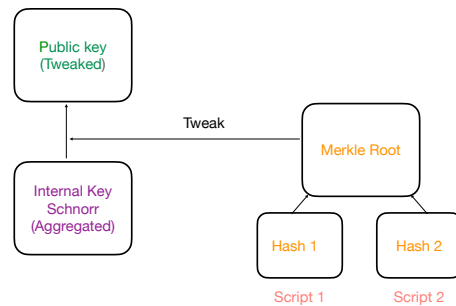 Public key
(Tweaked)
Tweak
Merkle Root
Internal Key
Schnorr
(Aggregated)
Hash 1
Hash 2
Script 1
Script 2